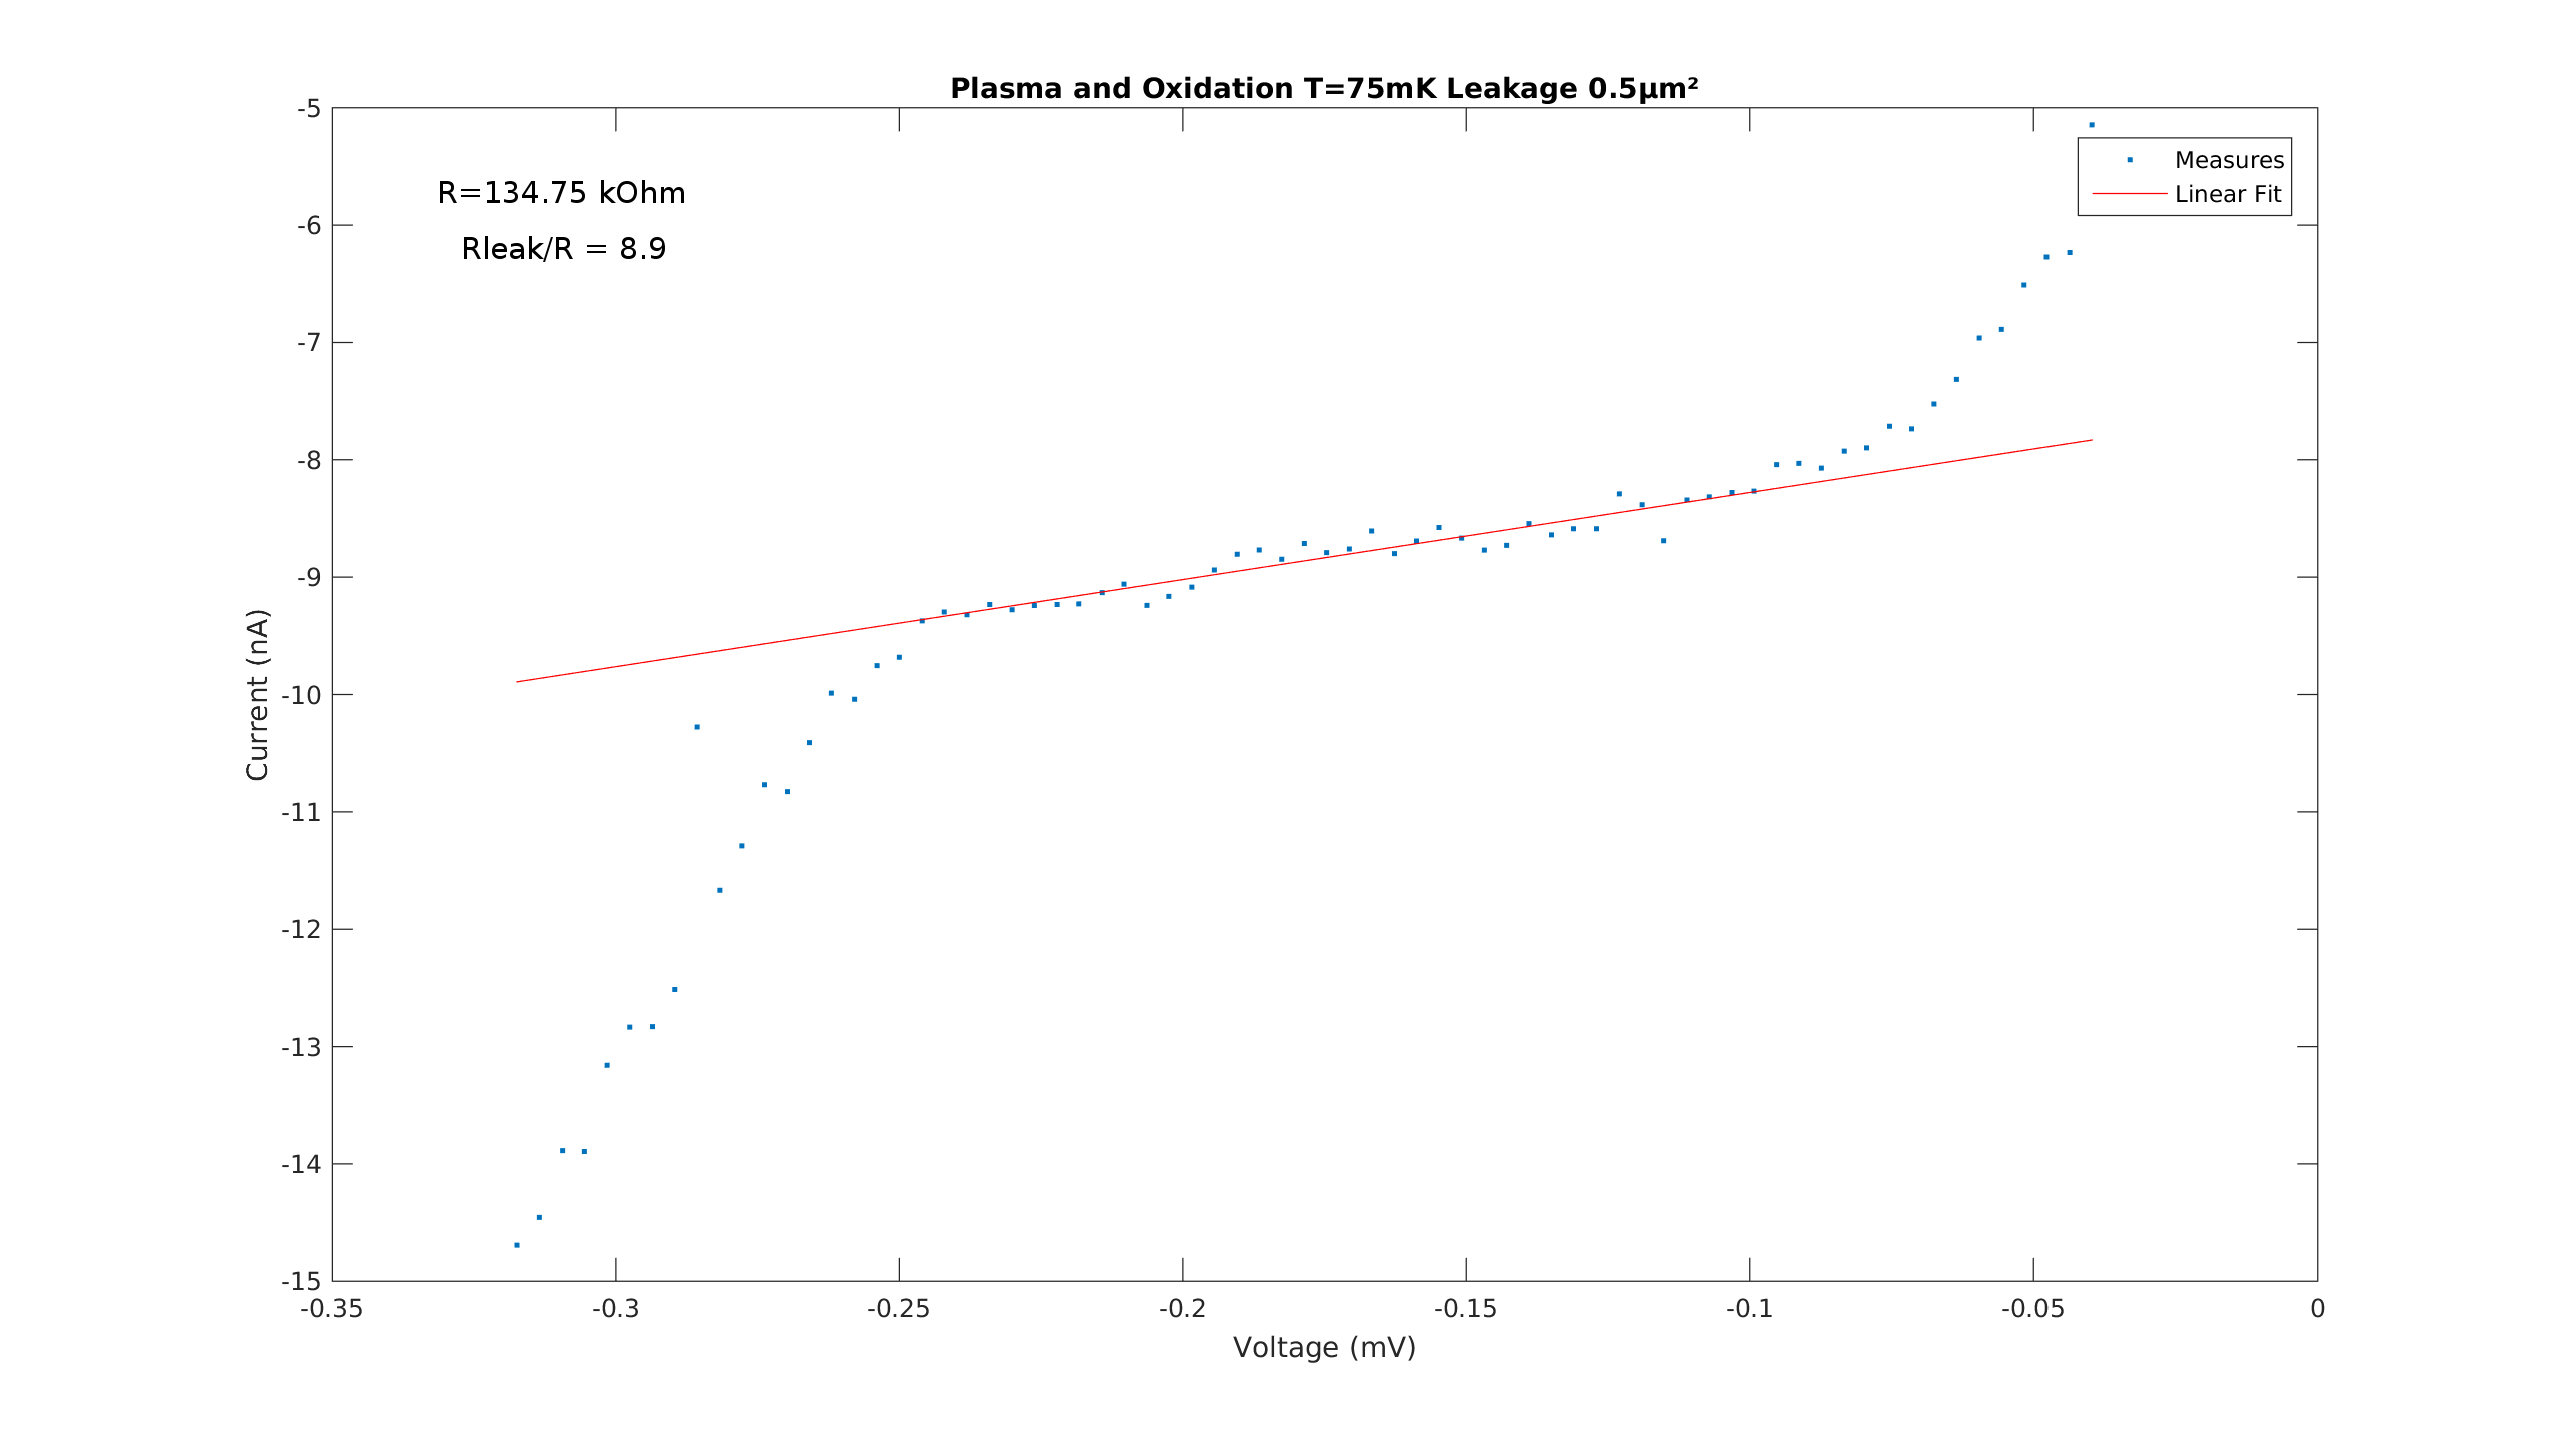 Plasma and Oxidation T=75mK Leakage 0.5µm²
-5
-6
-7
-8
-9
-10
-11
-12
-13
-14
-15
R=134.75 kOhm
Rleak/R = 8.9
Measures
Linear Fit
Current (nA)
-0.35 -0.3 -0.25 -0.2 -0.15 -0.1 -0.05 0
Voltage (mV)